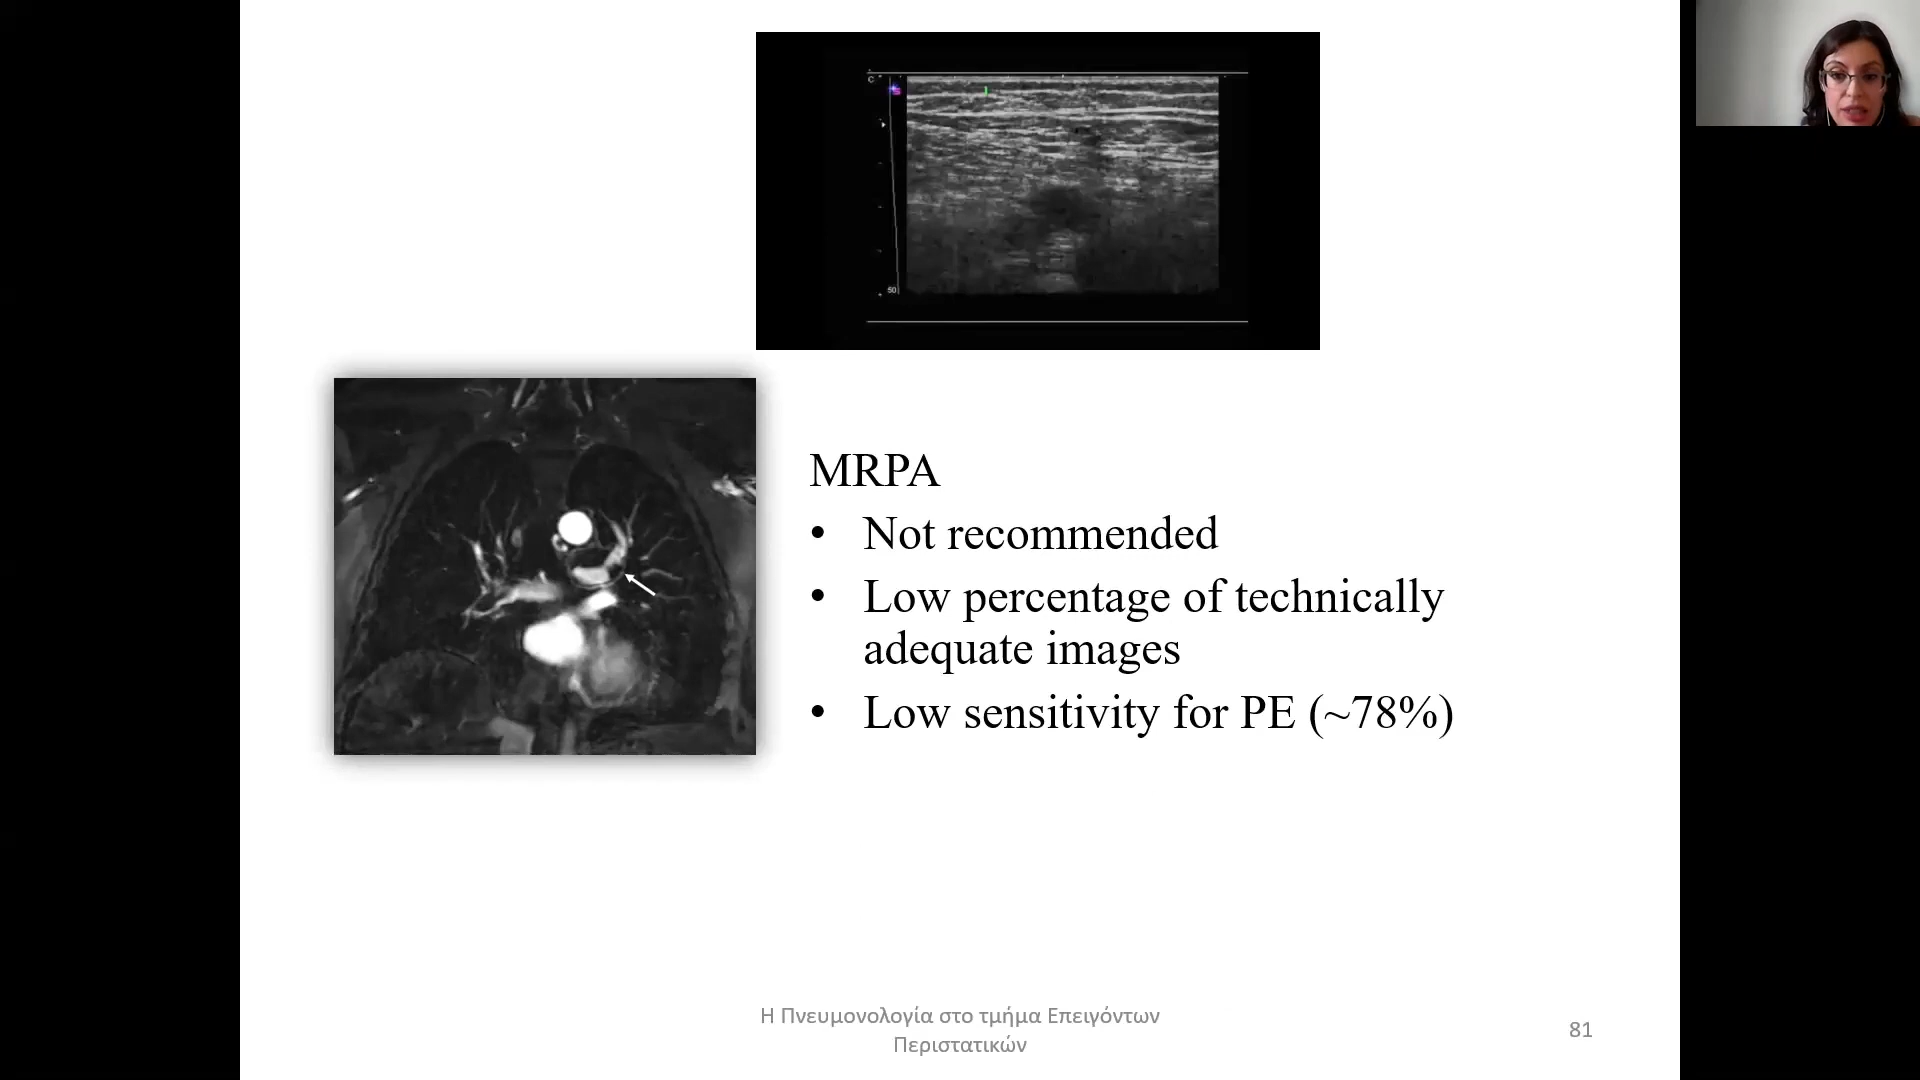 C
S
50
MRPA
• Not recommended
• Low percentage of technically
adequate images
• Low sensitivity for PE (~78%)
Η Πνευμονολογία στο τμήμα Επειγόντων
Περιστατικών
81